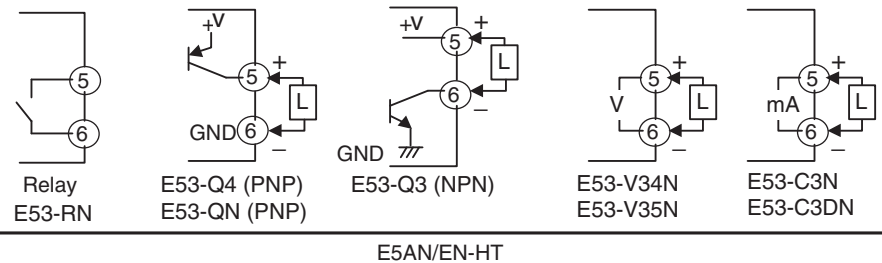 5
6
Relay
E53-RN
+V
5
+
L
GND
6
−
E53-Q4 (PNP)
E53-QN (PNP)
+V
5
+
L
6
−
GND
E53-Q3 (NPN)
5
+
V
L
6
−
E53-V34N
E53-V35N
5
+
mA
L
6
−
E53-C3N
E53-C3DN
E5AN/EN-HT